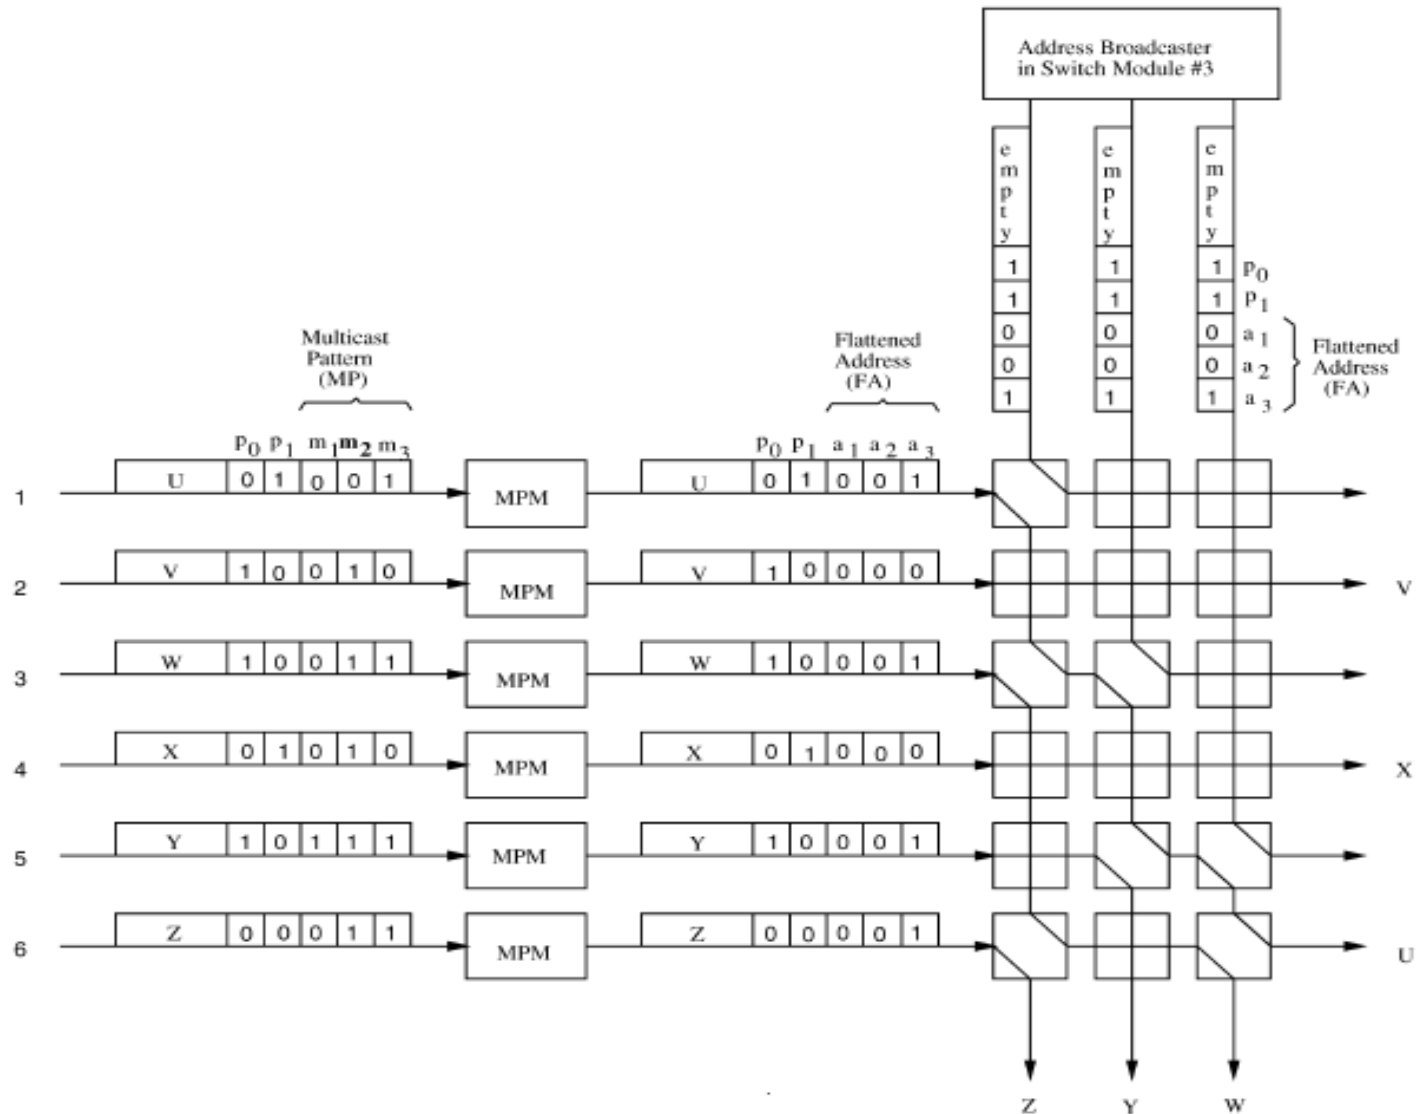 Address Broadcaster
in Switch Module #3
empty empty empty
1 1 1 p0
1 1 1 p1
0 0 0 a1
0 0 0 a2
1 1 1 a3
Flattened
Address
(FA)
Multicast
Pattern
(MP)
Flattened
Address
(FA)
p0 p1 m1 m2 m3
p0 p1 a1 a2 a3
1 U 0 1 0 0 1 MPM U 0 1 0 0 1
2 V 1 0 0 1 0 MPM V 1 0 0 0 0 V
3 W 1 0 0 1 1 MPM W 1 0 0 0 1
4 X 0 1 0 1 0 MPM X 0 1 0 0 0 X
5 Y 1 0 1 1 1 MPM Y 1 0 0 0 1
6 Z 0 0 0 1 1 MPM Z 0 0 0 0 1 U
Z Y W